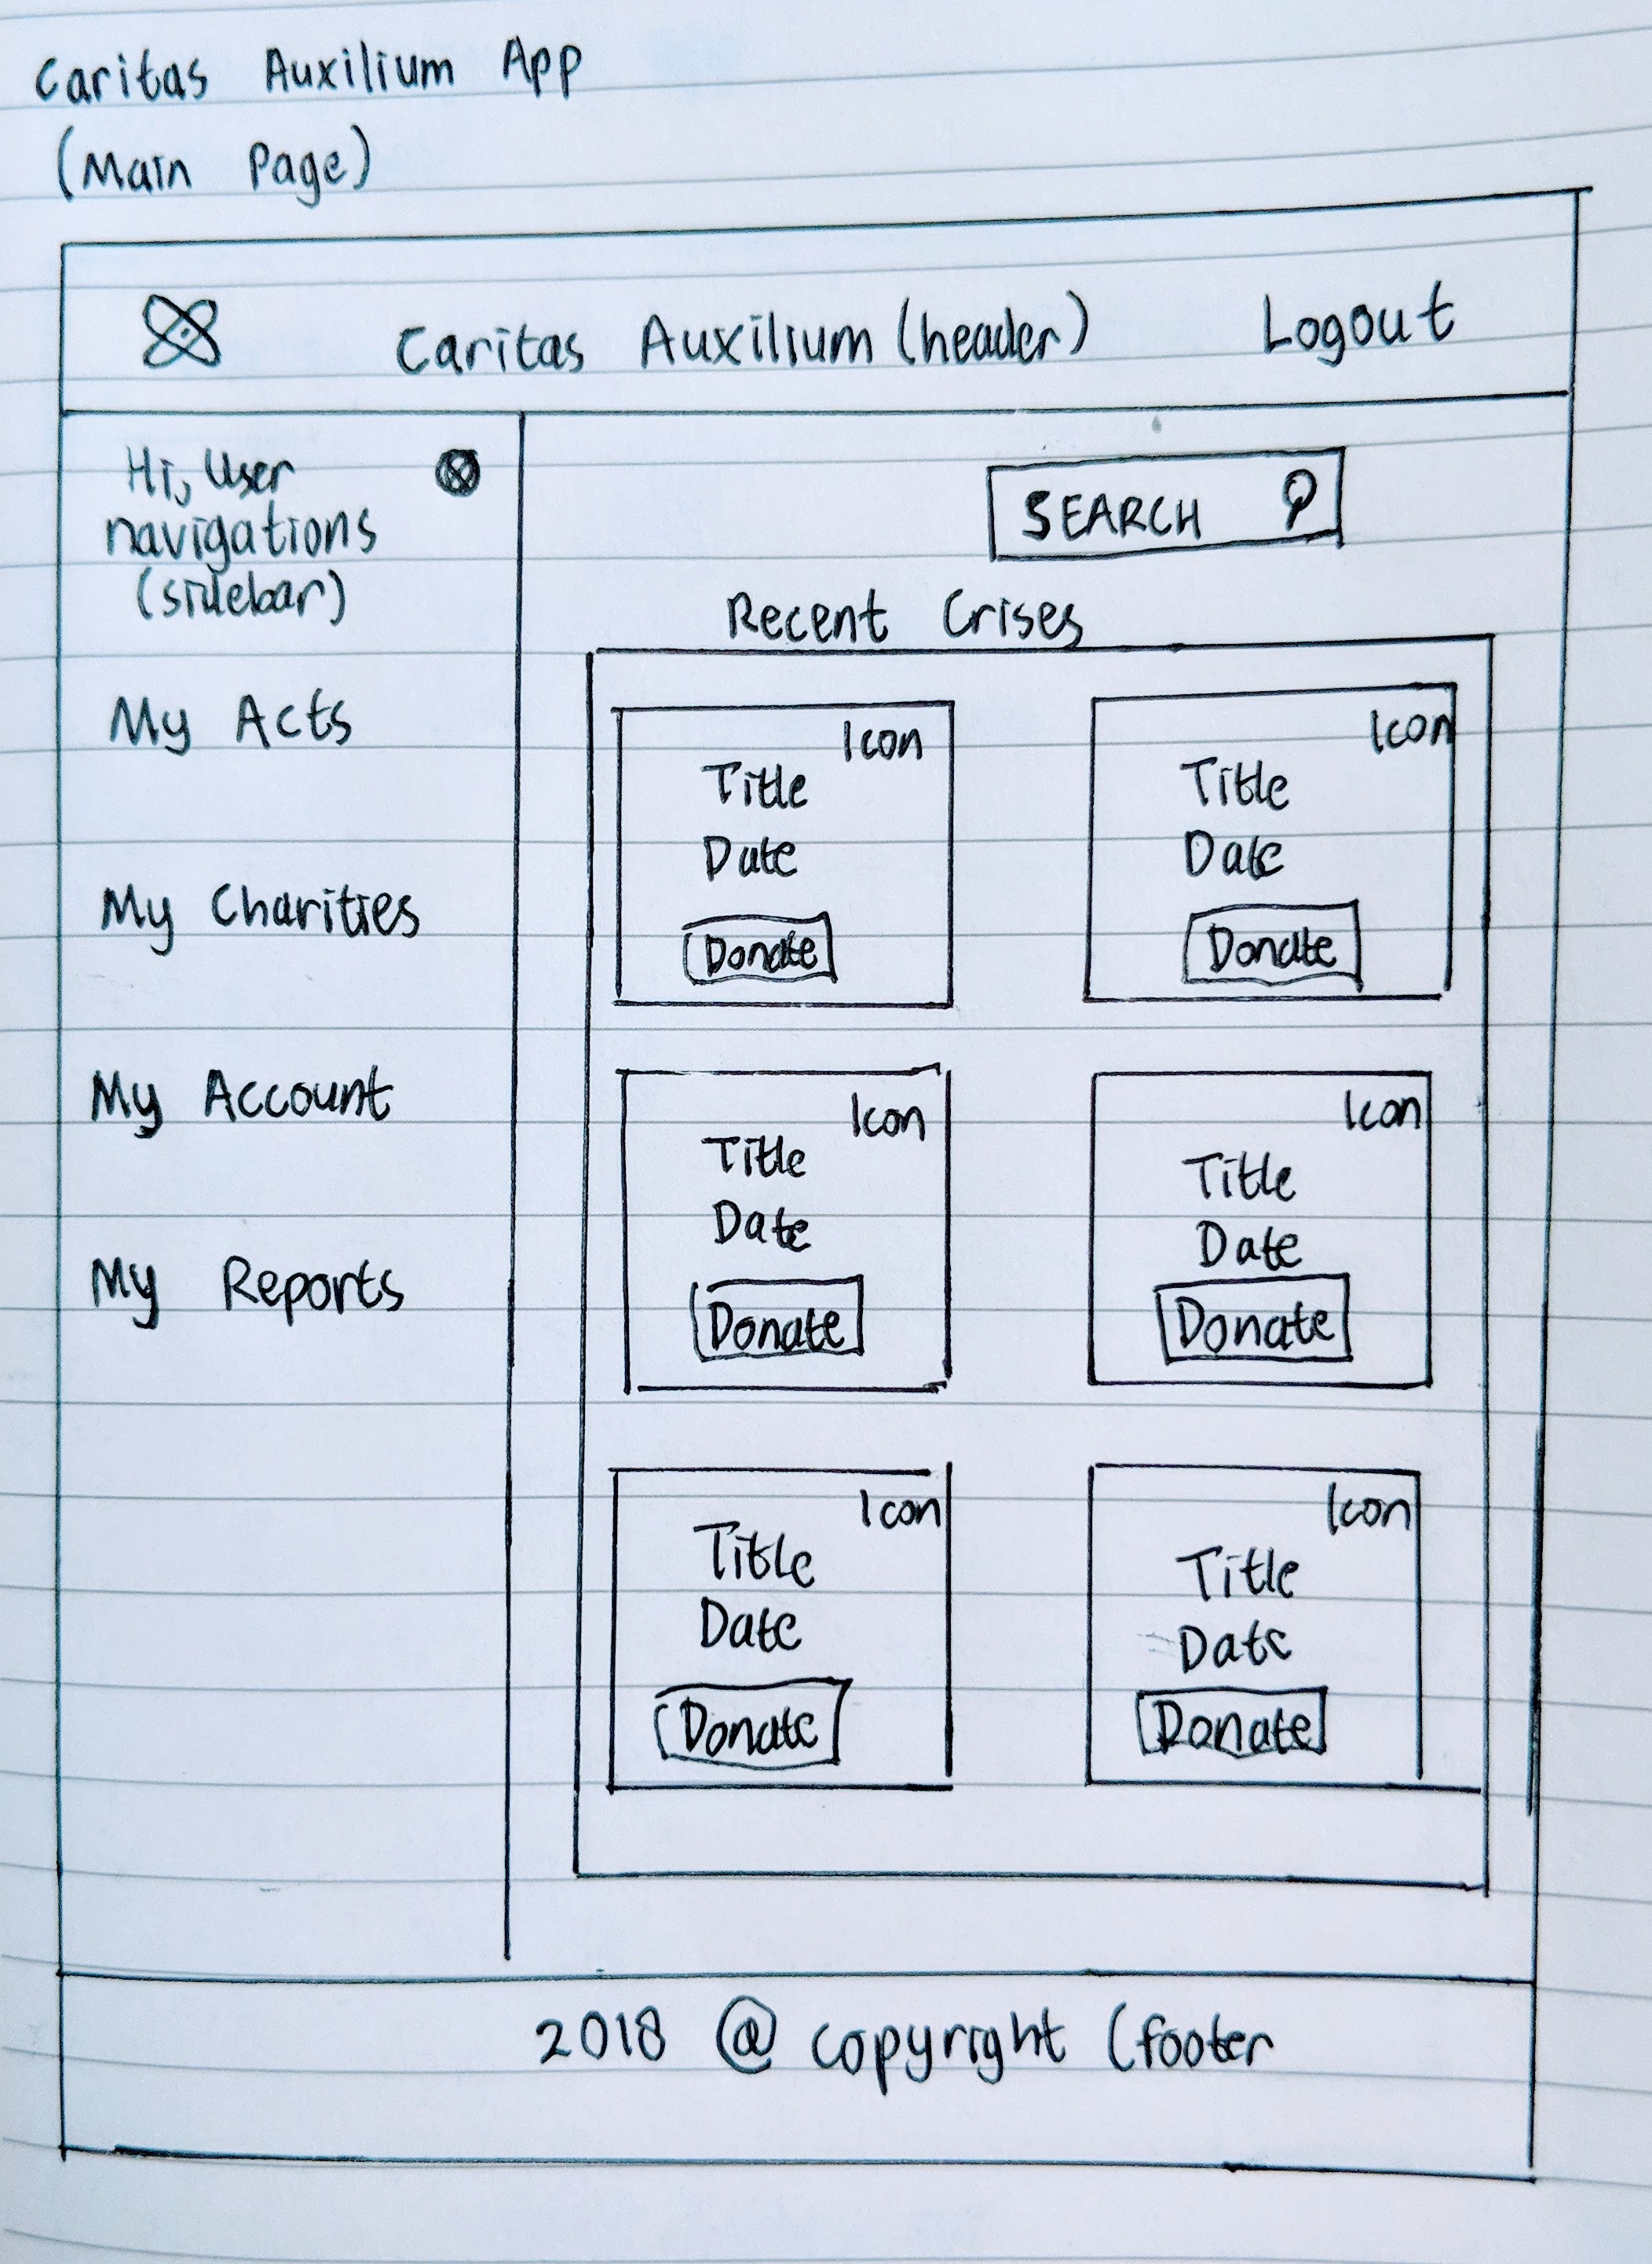 Caritas Auxilium App
(Main Page)
Caritas Auxilium (header) Logout
Hi, User
navigations
(sidebar)
My Acts
My Charities
My Account
My Reports
SEARCH
Recent Crises
Icon
Title
Date
Donate
Icon
Title
Date
Donate
Icon
Title
Date
Donate
Icon
Title
Date
Donate
Icon
Title
Date
Donate
Icon
Title
Date
Donate
2018 @ copyright (footer